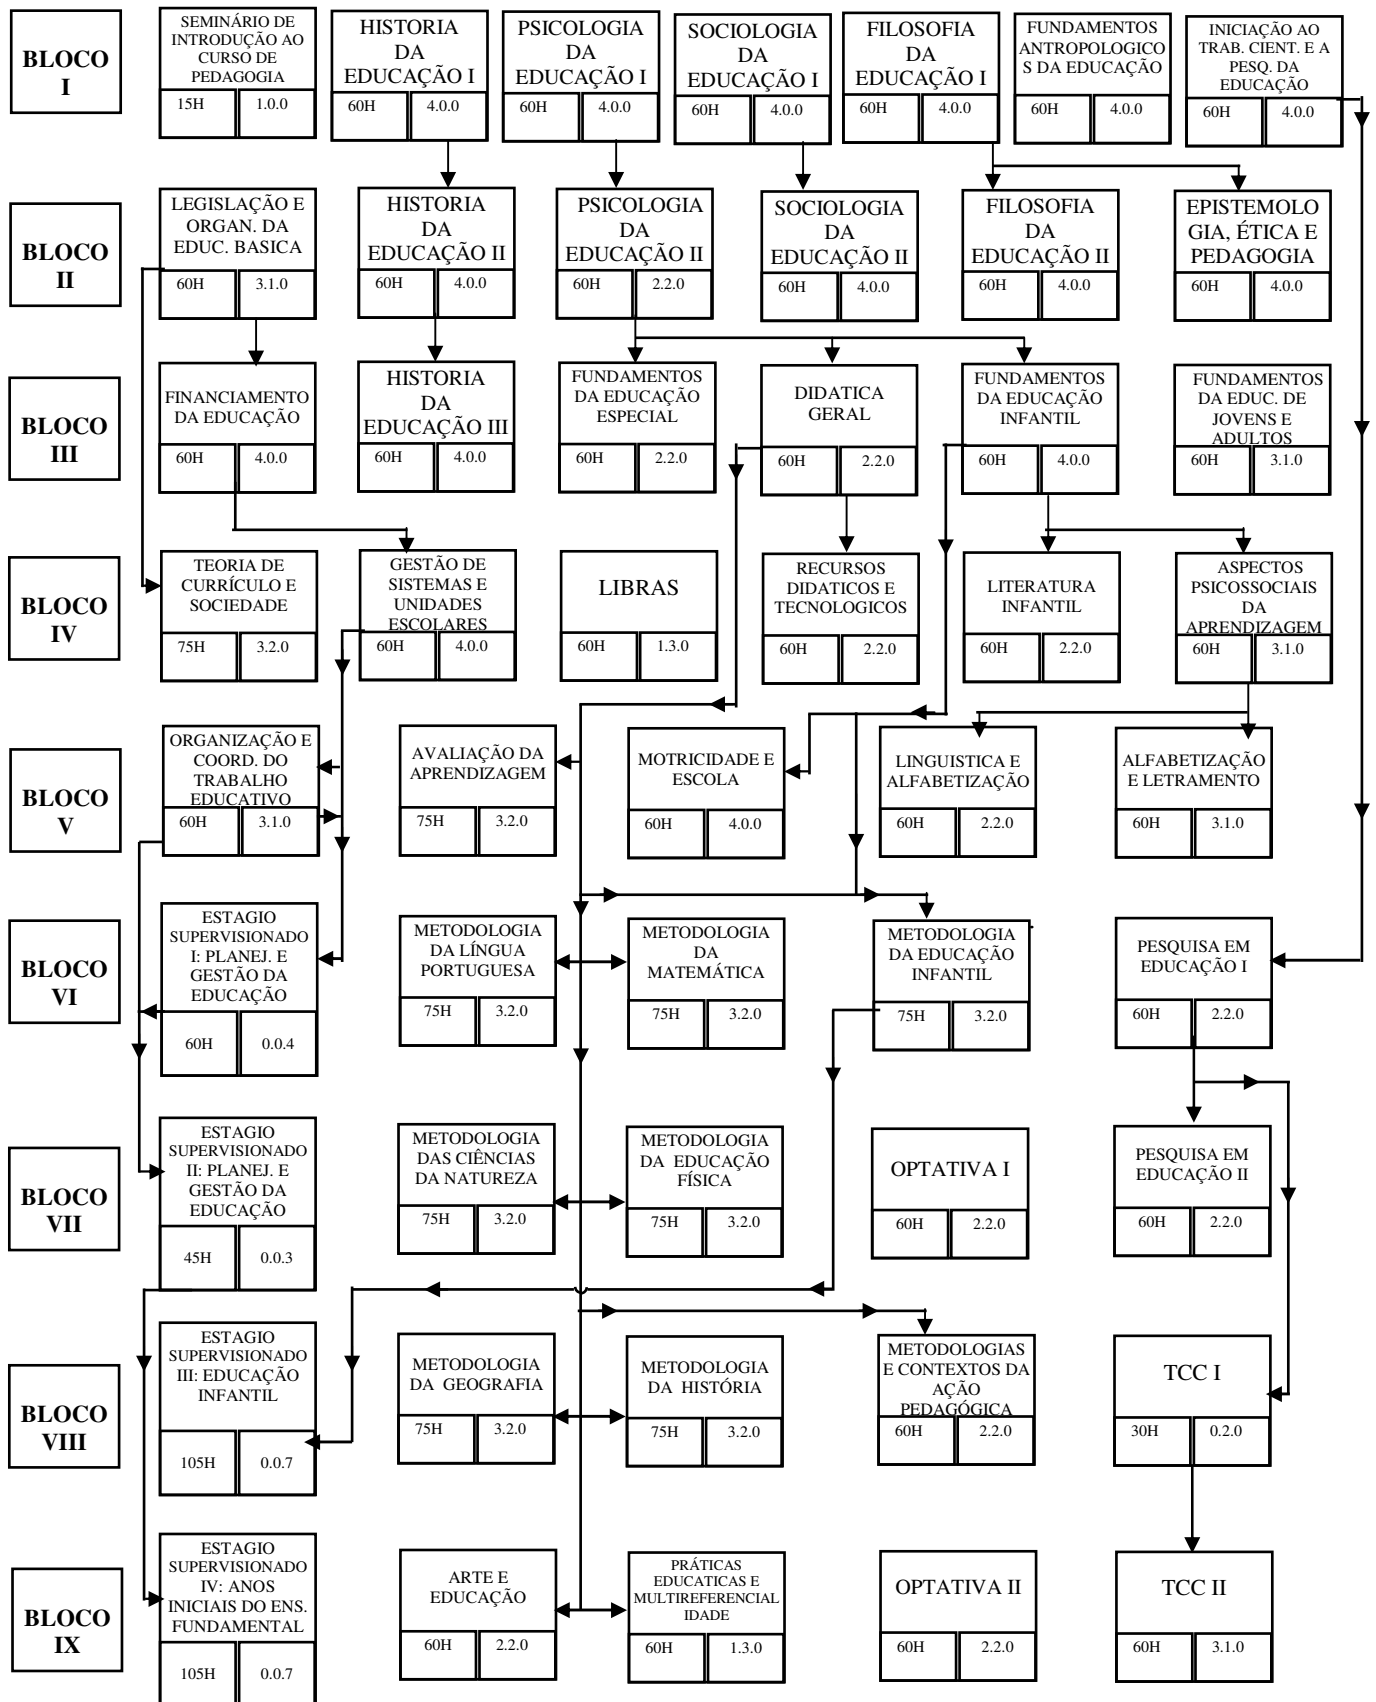 BLOCO
I
SEMINÁRIO DE
INTRODUÇÃO AO
CURSO DE
PEDAGOGIA
15H
1.0.0
HISTORIA
DA
EDUCAÇÃO I
60H
4.0.0
PSICOLOGIA
DA
EDUCAÇÃO I
60H
4.0.0
SOCIOLOGIA
DA
EDUCAÇÃO I
60H
4.0.0
FILOSOFIA
DA
EDUCAÇÃO I
60H
4.0.0
FUNDAMENTOS
ANTROPOLOGICO
S DA EDUCAÇÃO
60H
4.0.0
INICIAÇÃO AO
TRAB. CIENT. E A
PESQ. DA
EDUCAÇÃO
60H
4.0.0
BLOCO
II
LEGISLAÇÃO E
ORGAN. DA
EDUC. BASICA
60H
3.1.0
HISTORIA
DA
EDUCAÇÃO II
60H
4.0.0
PSICOLOGIA
DA
EDUCAÇÃO II
60H
2.2.0
SOCIOLOGIA
DA
EDUCAÇÃO II
60H
4.0.0
FILOSOFIA
DA
EDUCAÇÃO II
60H
4.0.0
EPISTEMOLO
GIA, ÉTICA E
PEDAGOGIA
60H
4.0.0
BLOCO
III
FINANCIAMENTO
DA EDUCAÇÃO
60H
4.0.0
HISTORIA
DA
EDUCAÇÃO III
60H
4.0.0
FUNDAMENTOS
DA EDUCAÇÃO
ESPECIAL
60H
2.2.0
DIDATICA
GERAL
60H
2.2.0
FUNDAMENTOS
DA EDUCAÇÃO
INFANTIL
60H
4.0.0
FUNDAMENTOS
DA EDUC. DE
JOVENS E
ADULTOS
60H
3.1.0
BLOCO
IV
TEORIA DE
CURRÍCULO E
SOCIEDADE
75H
3.2.0
GESTÃO DE
SISTEMAS E
UNIDADES
ESCOLARES
60H
4.0.0
LIBRAS
60H
1.3.0
RECURSOS
DIDATICOS E
TECNOLOGICOS
60H
2.2.0
LITERATURA
INFANTIL
60H
2.2.0
ASPECTOS
PSICOSSOCIAIS
DA
APRENDIZAGEM
60H
3.1.0
BLOCO
V
ORGANIZAÇÃO E
COORD. DO
TRABALHO
EDUCATIVO
60H
3.1.0
AVALIAÇÃO DA
APRENDIZAGEM
75H
3.2.0
MOTRICIDADE E
ESCOLA
60H
4.0.0
LINGUISTICA E
ALFABETIZAÇÃO
60H
2.2.0
ALFABETIZAÇÃO
E LETRAMENTO
60H
3.1.0
BLOCO
VI
ESTAGIO
SUPERVISIONADO
I: PLANEJ. E
GESTÃO DA
EDUCAÇÃO
60H
0.0.4
METODOLOGIA
DA LÍNGUA
PORTUGUESA
75H
3.2.0
METODOLOGIA
DA
MATEMÁTICA
75H
3.2.0
METODOLOGIA
DA EDUCAÇÃO
INFANTIL
75H
3.2.0
PESQUISA EM
EDUCAÇÃO I
60H
2.2.0
BLOCO
VII
ESTAGIO
SUPERVISIONADO
II: PLANEJ. E
GESTÃO DA
EDUCAÇÃO
45H
0.0.3
METODOLOGIA
DAS CIÊNCIAS
DA NATUREZA
75H
3.2.0
METODOLOGIA
DA EDUCAÇÃO
FÍSICA
75H
3.2.0
OPTATIVA I
60H
2.2.0
PESQUISA EM
EDUCAÇÃO II
60H
2.2.0
BLOCO
VIII
ESTAGIO
SUPERVISIONADO
III: EDUCAÇÃO
INFANTIL
105H
0.0.7
METODOLOGIA
DA GEOGRAFIA
75H
3.2.0
METODOLOGIA
DA HISTÓRIA
75H
3.2.0
METODOLOGIAS
E CONTEXTOS DA
AÇÃO
PEDAGÓGICA
60H
2.2.0
TCC I
30H
0.2.0
BLOCO
IX
ESTAGIO
SUPERVISIONADO
IV: ANOS
INICIAIS DO ENS.
FUNDAMENTAL
105H
0.0.7
ARTE E
EDUCAÇÃO
60H
2.2.0
PRÁTICAS
EDUCATICAS E
MULTIREFERENCIAL
IDADE
60H
1.3.0
OPTATIVA II
60H
2.2.0
TCC II
60H
3.1.0